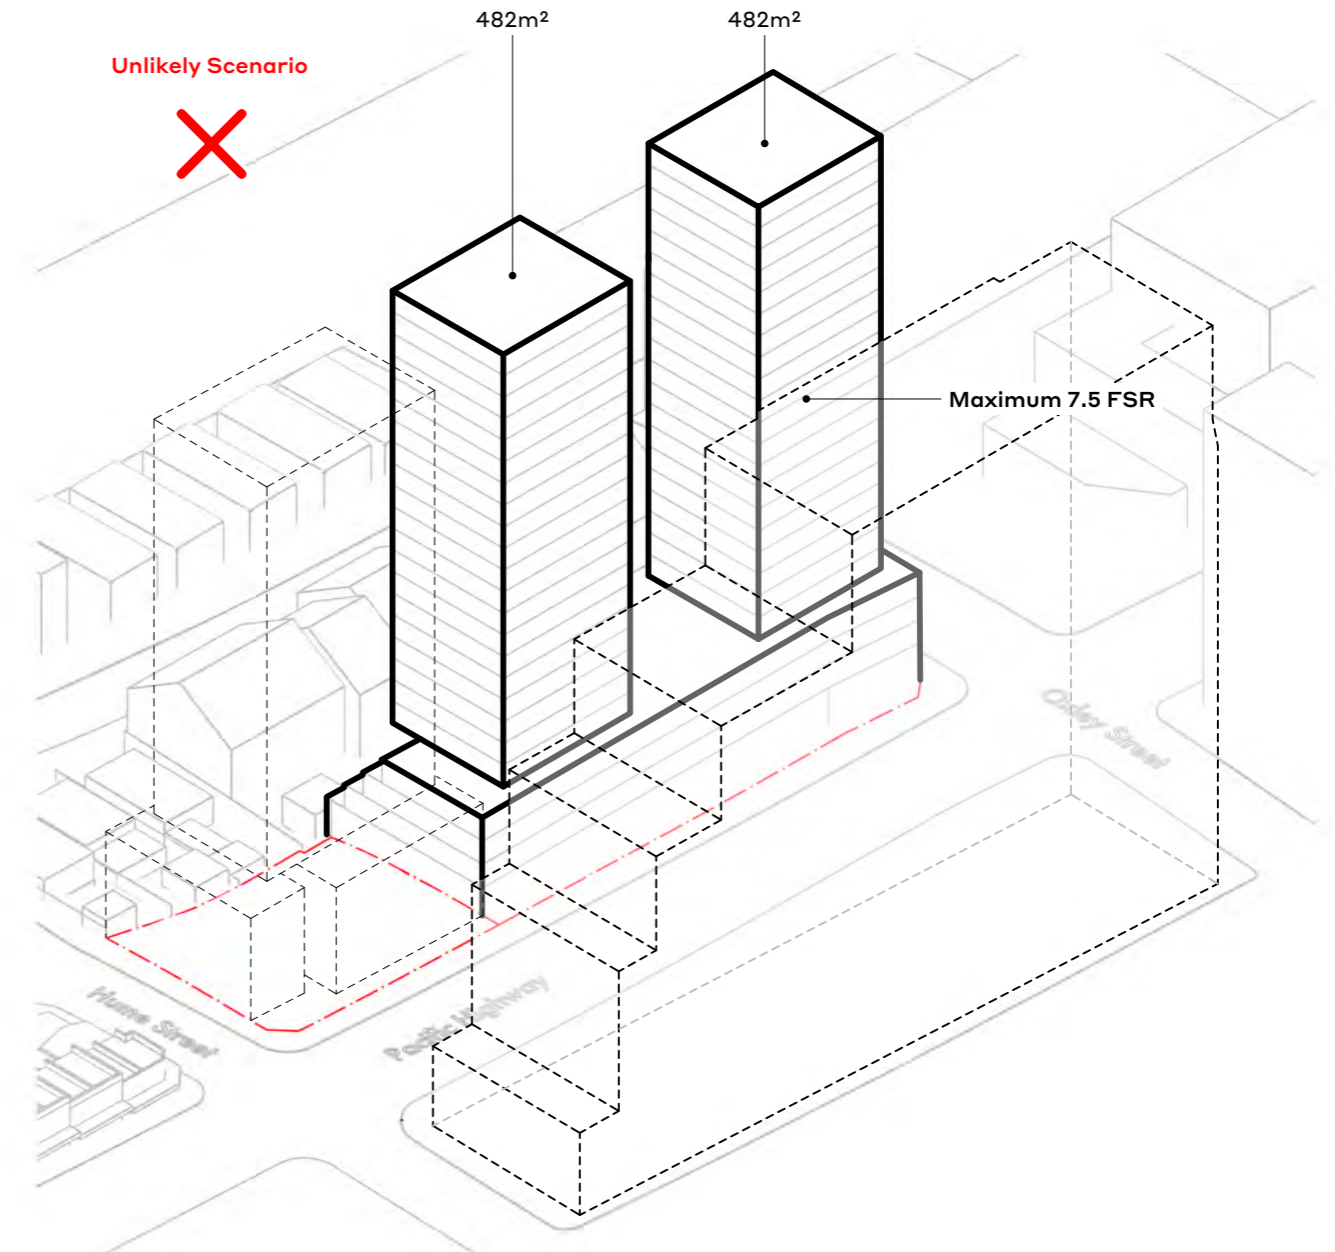 482m²
482m²
Unlikely Scenario
Maximum 7.5 FSR
Oxley Street
Hume Street
Pacific Highway